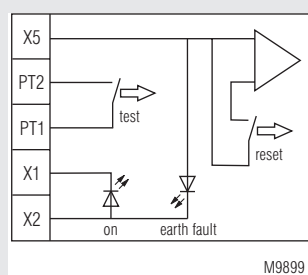 X5
PT2
PT1
test
reset
X1
X2
on
earth fault
M9899